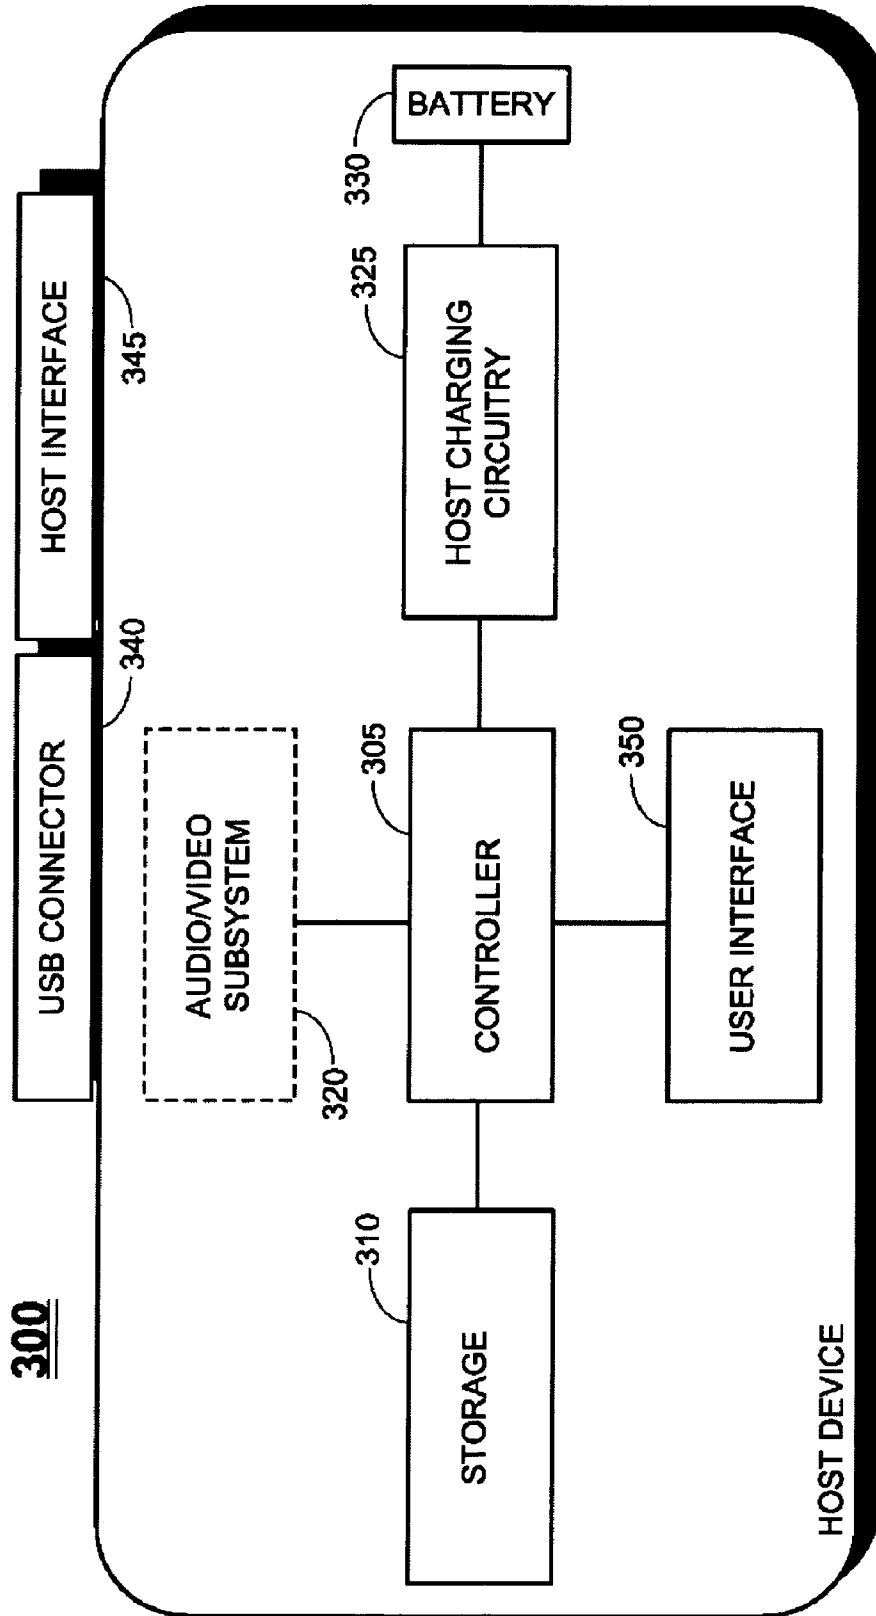 300
USB CONNECTOR
HOST INTERFACE
340
345
AUDIO/VIDEO
SUBSYSTEM
320
STORAGE
310
CONTROLLER
305
HOST CHARGING
CIRCUITRY
325
BATTERY
330
USER INTERFACE
350
HOST DEVICE